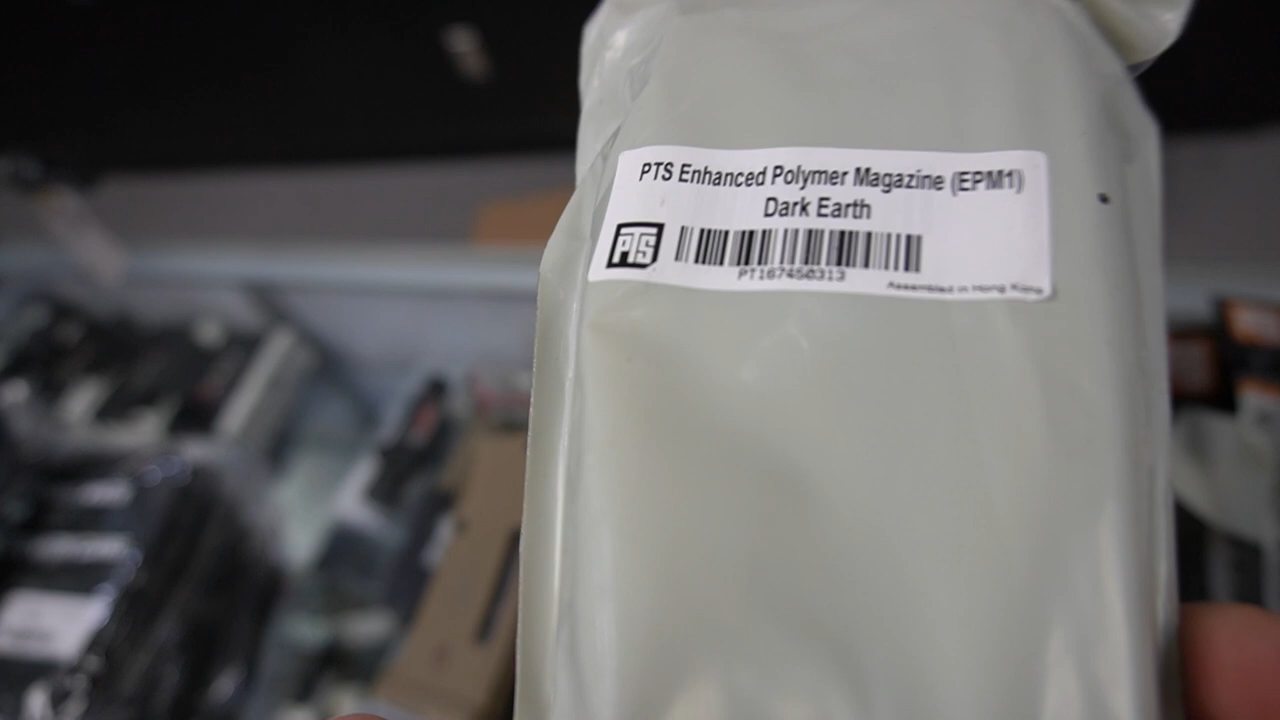 PTS Enhanced Polymer Magazine (EPM1)
Dark Earth
PTS
PT167450313
Assembled in Hong Kong